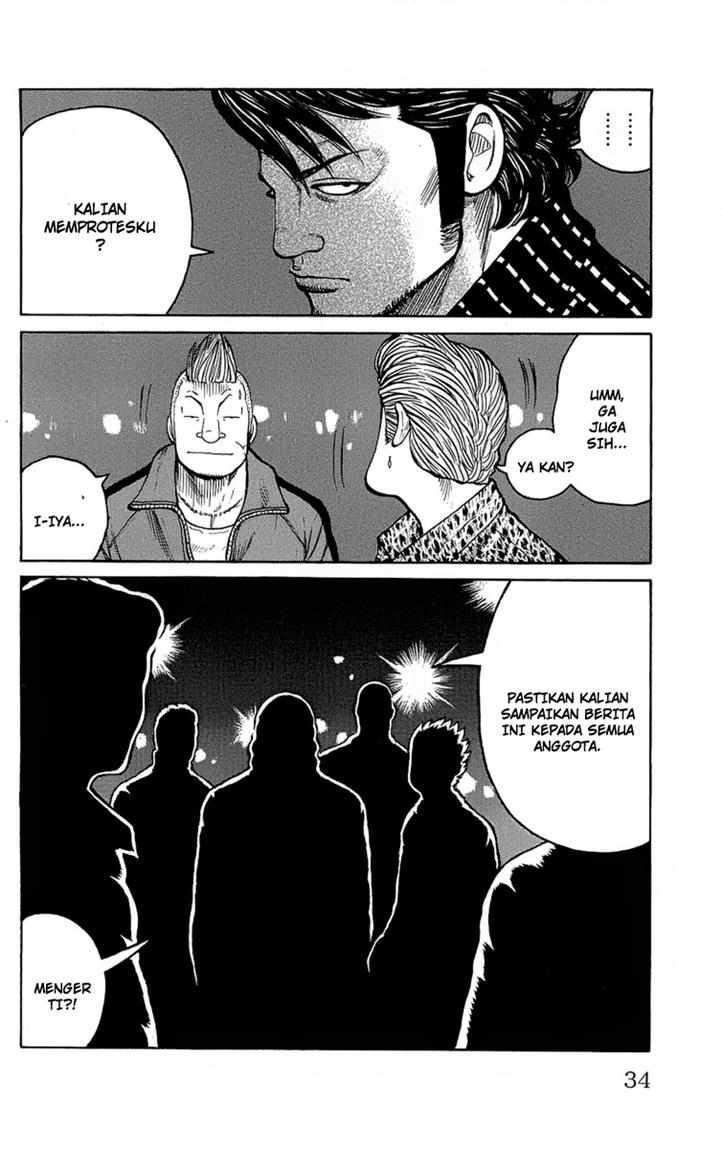 ......
......
KALIAN
MEMPROTESKU
?
UMM,
GA
JUGA
SIH...
YA KAN?
I-IYA...
PASTIKAN KALIAN
SAMPAIKAN BERITA
INI KEPADA SEMUA
ANGGOTA.
MENGER
TI?!
34